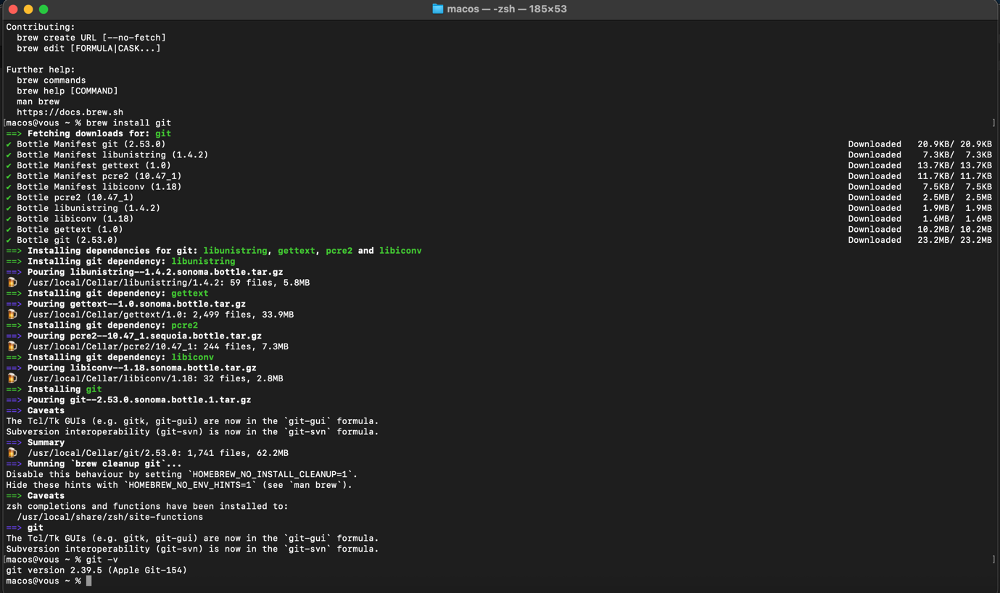 macos — -zsh — 185×53
Contributing:
  brew create URL [--no-fetch]
  brew edit [FORMULA|CASK...]

Further help:
  brew commands
  brew help [COMMAND]
  man brew
  https://docs.brew.sh
[macos@vous ~ % brew install git ]
==> Fetching downloads for: git
✔ Bottle Manifest git (2.53.0) Downloaded 20.9KB/ 20.9KB
✔ Bottle Manifest libunistring (1.4.2) Downloaded 7.3KB/ 7.3KB
✔ Bottle Manifest gettext (1.0) Downloaded 13.7KB/ 13.7KB
✔ Bottle Manifest pcre2 (10.47_1) Downloaded 11.7KB/ 11.7KB
✔ Bottle Manifest libiconv (1.18) Downloaded 7.5KB/ 7.5KB
✔ Bottle pcre2 (10.47_1) Downloaded 2.5MB/ 2.5MB
✔ Bottle libunistring (1.4.2) Downloaded 1.9MB/ 1.9MB
✔ Bottle libiconv (1.18) Downloaded 1.6MB/ 1.6MB
✔ Bottle gettext (1.0) Downloaded 10.2MB/ 10.2MB
✔ Bottle git (2.53.0) Downloaded 23.2MB/ 23.2MB
==> Installing dependencies for git: libunistring, gettext, pcre2 and libiconv
==> Installing git dependency: libunistring
==> Pouring libunistring--1.4.2.sonoma.bottle.tar.gz
🍺  /usr/local/Cellar/libunistring/1.4.2: 59 files, 5.8MB
==> Installing git dependency: gettext
==> Pouring gettext--1.0.sonoma.bottle.tar.gz
🍺  /usr/local/Cellar/gettext/1.0: 2,499 files, 33.9MB
==> Installing git dependency: pcre2
==> Pouring pcre2--10.47_1.sequoia.bottle.tar.gz
🍺  /usr/local/Cellar/pcre2/10.47_1: 244 files, 7.3MB
==> Installing git dependency: libiconv
==> Pouring libiconv--1.18.sonoma.bottle.tar.gz
🍺  /usr/local/Cellar/libiconv/1.18: 32 files, 2.8MB
==> Installing git
==> Pouring git--2.53.0.sonoma.bottle.1.tar.gz
==> Caveats
The Tcl/Tk GUIs (e.g. gitk, git-gui) are now in the `git-gui` formula.
Subversion interoperability (git-svn) is now in the `git-svn` formula.
==> Summary
🍺  /usr/local/Cellar/git/2.53.0: 1,741 files, 62.2MB
==> Running `brew cleanup git`...
Disable this behaviour by setting `HOMEBREW_NO_INSTALL_CLEANUP=1`.
Hide these hints with `HOMEBREW_NO_ENV_HINTS=1` (see `man brew`).
==> Caveats
zsh completions and functions have been installed to:
  /usr/local/share/zsh/site-functions
==> git
The Tcl/Tk GUIs (e.g. gitk, git-gui) are now in the `git-gui` formula.
Subversion interoperability (git-svn) is now in the `git-svn` formula.
[macos@vous ~ % git -v ]
git version 2.39.5 (Apple Git-154)
macos@vous ~ %